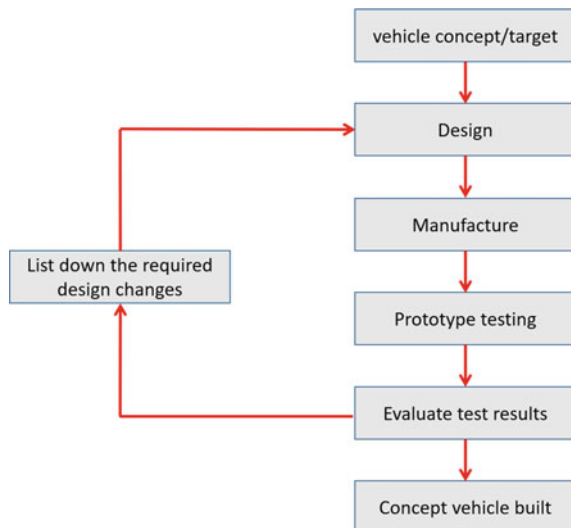 vehicle concept/target
Design
Manufacture
List down the required
design changes
Prototype testing
Evaluate test results
Concept vehicle built